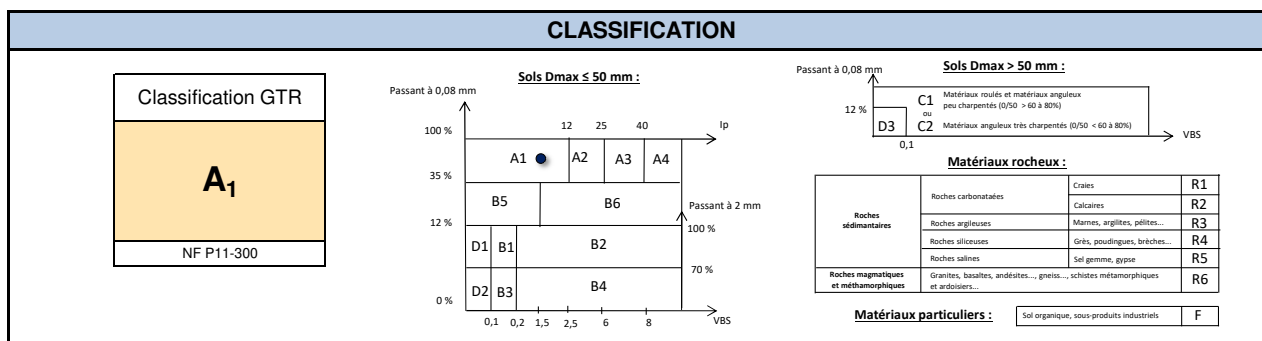 CLASSIFICATION
Classification GTR
A1
NF P11-300
Sols Dmax ≤ 50 mm :
Passant à 0,08 mm
12 25 40 Ip
100 %
A1 A2 A3 A4
35 %
B5 B6
Passant à 2 mm
12 %
100 %
D1 B1 B2
70 %
D2 B3 B4
0 %
0,1 0,2 1,5 2,5 6 8 VBS
Sols Dmax > 50 mm :
Passant à 0,08 mm
12 %
C1 Matériaux roulés et matériaux anguleux
peu charpentés (0/50 > 60 à 80%)
ou
D3 C2 Matériaux anguleux très charpentés (0/50 < 60 à 80%)
VBS
0,1
Matériaux rocheux :
Roches sédimantaires
Roches carbonataées
Craies R1
Calcaires R2
Roches argileuses Marnes, argilites, pélites... R3
Roches siliceuses Grès, poudingues, brèches... R4
Roches salines Sel gemme, gypse R5
Roches magmatiques
et méthamorphiques
Granites, basaltes, andésites..., gneiss..., schistes métamorphiques
et ardoisiers...
R6
Matériaux particuliers :
Sol organique, sous-produits industriels F